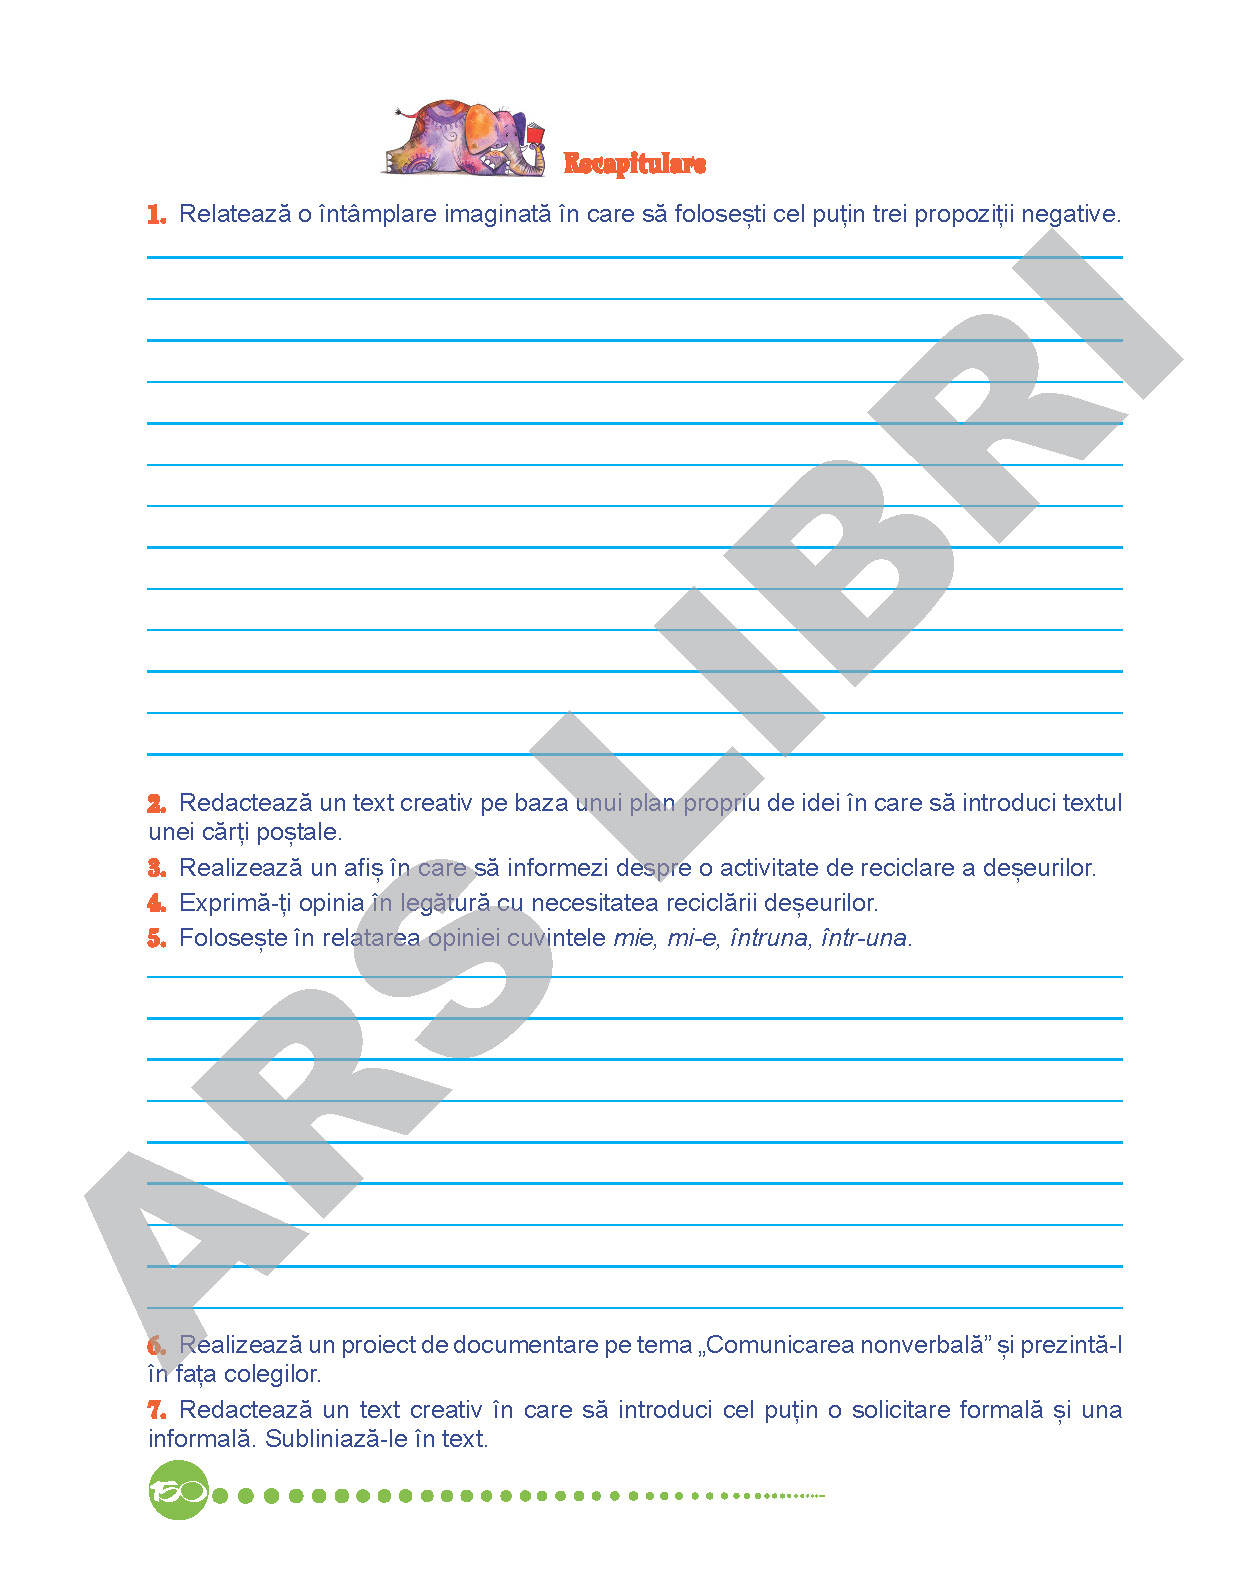 Recapitulare
1. Relatează o întâmplare imaginată în care să folosești cel puțin trei propoziții negative.
2. Redactează un text creativ pe baza unui plan propriu de idei în care să introduci textul
unei cărți poștale.
3. Realizează un afiș în care să informezi despre o activitate de reciclare a deșeurilor.
4. Exprimă-ți opinia în legătură cu necesitatea reciclării deșeurilor.
5. Folosește în relatarea opiniei cuvintele mie, mi-e, întruna, într-una.
6. Realizează un proiect de documentare pe tema „Comunicarea nonverbală” și prezintă-l
în fața colegilor.
7. Redactează un text creativ în care să introduci cel puțin o solicitare formală și una
informală. Subliniază-le în text.
150
ARS LIBRI